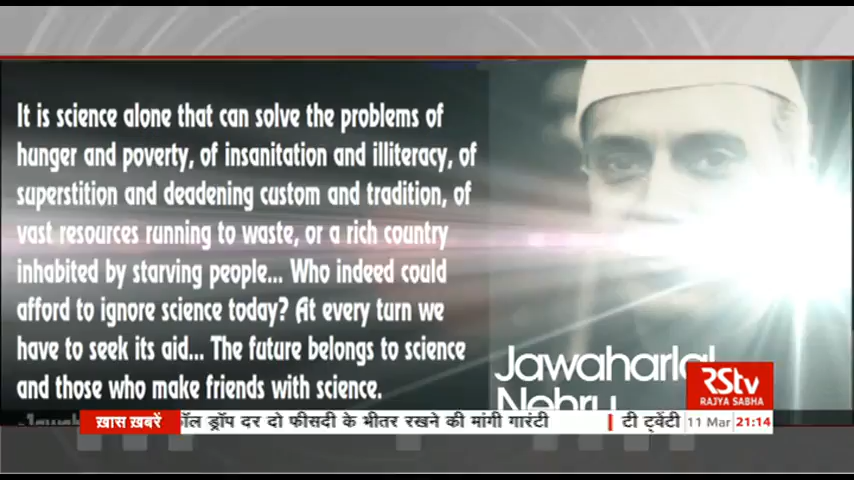 It is science alone that can solve the problems of
hunger and poverty, of insanitation and illiteracy, of
superstition and deadening custom and tradition, of
vast resources running to waste, or a rich country
inhabited by starving people... Who indeed could
afford to ignore science today? At every turn we
have to seek its aid... The future belongs to science
and those who make friends with science.
Jawaharlal
Nehru
RStv
RAJYA SABHA
ख़ास ख़बरें ड्रॉप दर दो फीसदी के भीतर रखने की मांगी गारंटी टी ट्वेंटी 11 Mar 21:14